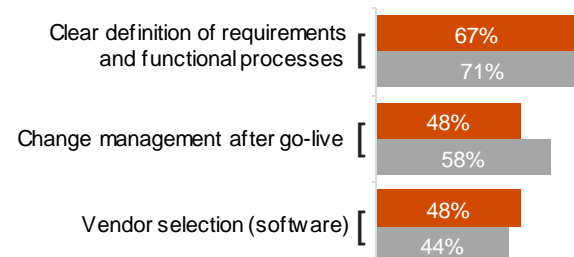 Clear definition of requirements
and functional processes
67%
71%
Change management after go-live
48%
58%
Vendor selection (software)
48%
44%